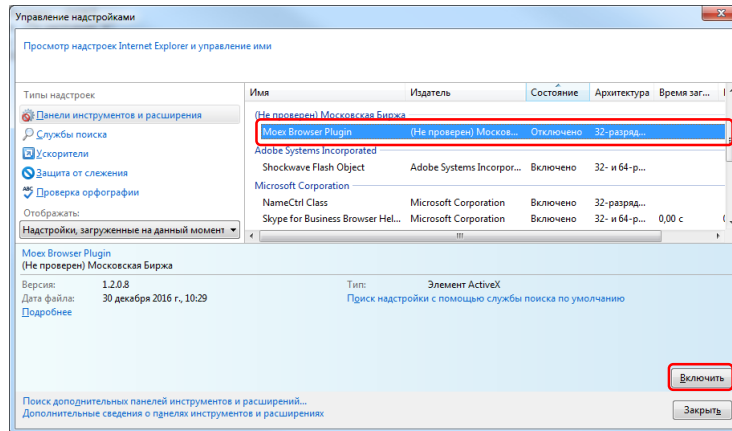 Управление надстройками
Просмотр надстроек Internet Explorer и управление ими
Типы надстроек
Панели инструментов и расширения
Службы поиска
Ускорители
Защита от слежения
Проверка орфографии
Отображать:
Надстройки, загруженные на данный момент
Имя Издатель Состояние Архитектура Время заг...
(Не проверен) Московская Биржа
Moex Browser Plugin (Не проверен) Москов... Отключено 32-разряд...
Adobe Systems Incorporated
Shockwave Flash Object Adobe Systems Incorpor... Включено 32- и 64-р...
Microsoft Corporation
NameCtrl Class Microsoft Corporation Включено 32-разряд...
Skype for Business Browser Hel... Microsoft Corporation Включено 32- и 64-р... 0,00 с
Moex Browser Plugin
(Не проверен) Московская Биржа
Версия: 1.2.0.8 Тип: Элемент ActiveX
Дата файла: 30 декабря 2016 г., 10:29 Поиск надстройки с помощью службы поиска по умолчанию
Подробнее
Включить
Поиск дополнительных панелей инструментов и расширений...
Дополнительные сведения о панелях инструментов и расширениях
Закрыть